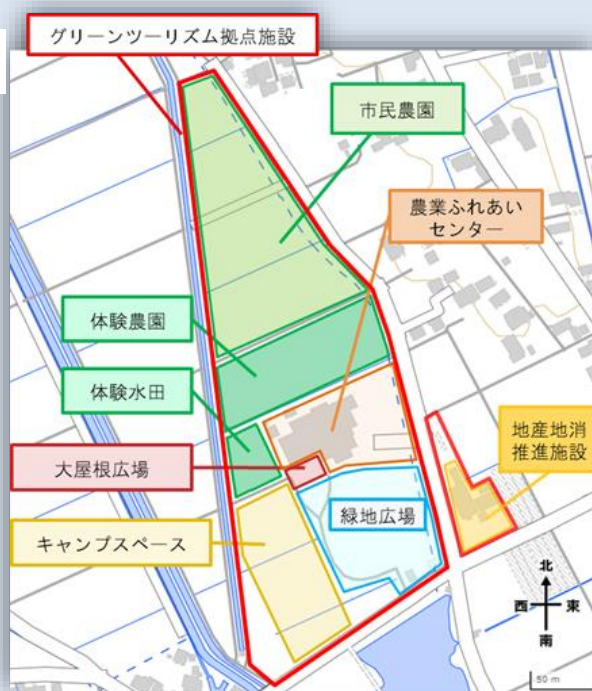 グリーンツーリズム拠点施設
市民農園
農業ふれあい
センター
体験農園
体験水田
地産地消
推進施設
大屋根広場
緑地広場
キャンプスペース
北
西 東
南
50 m